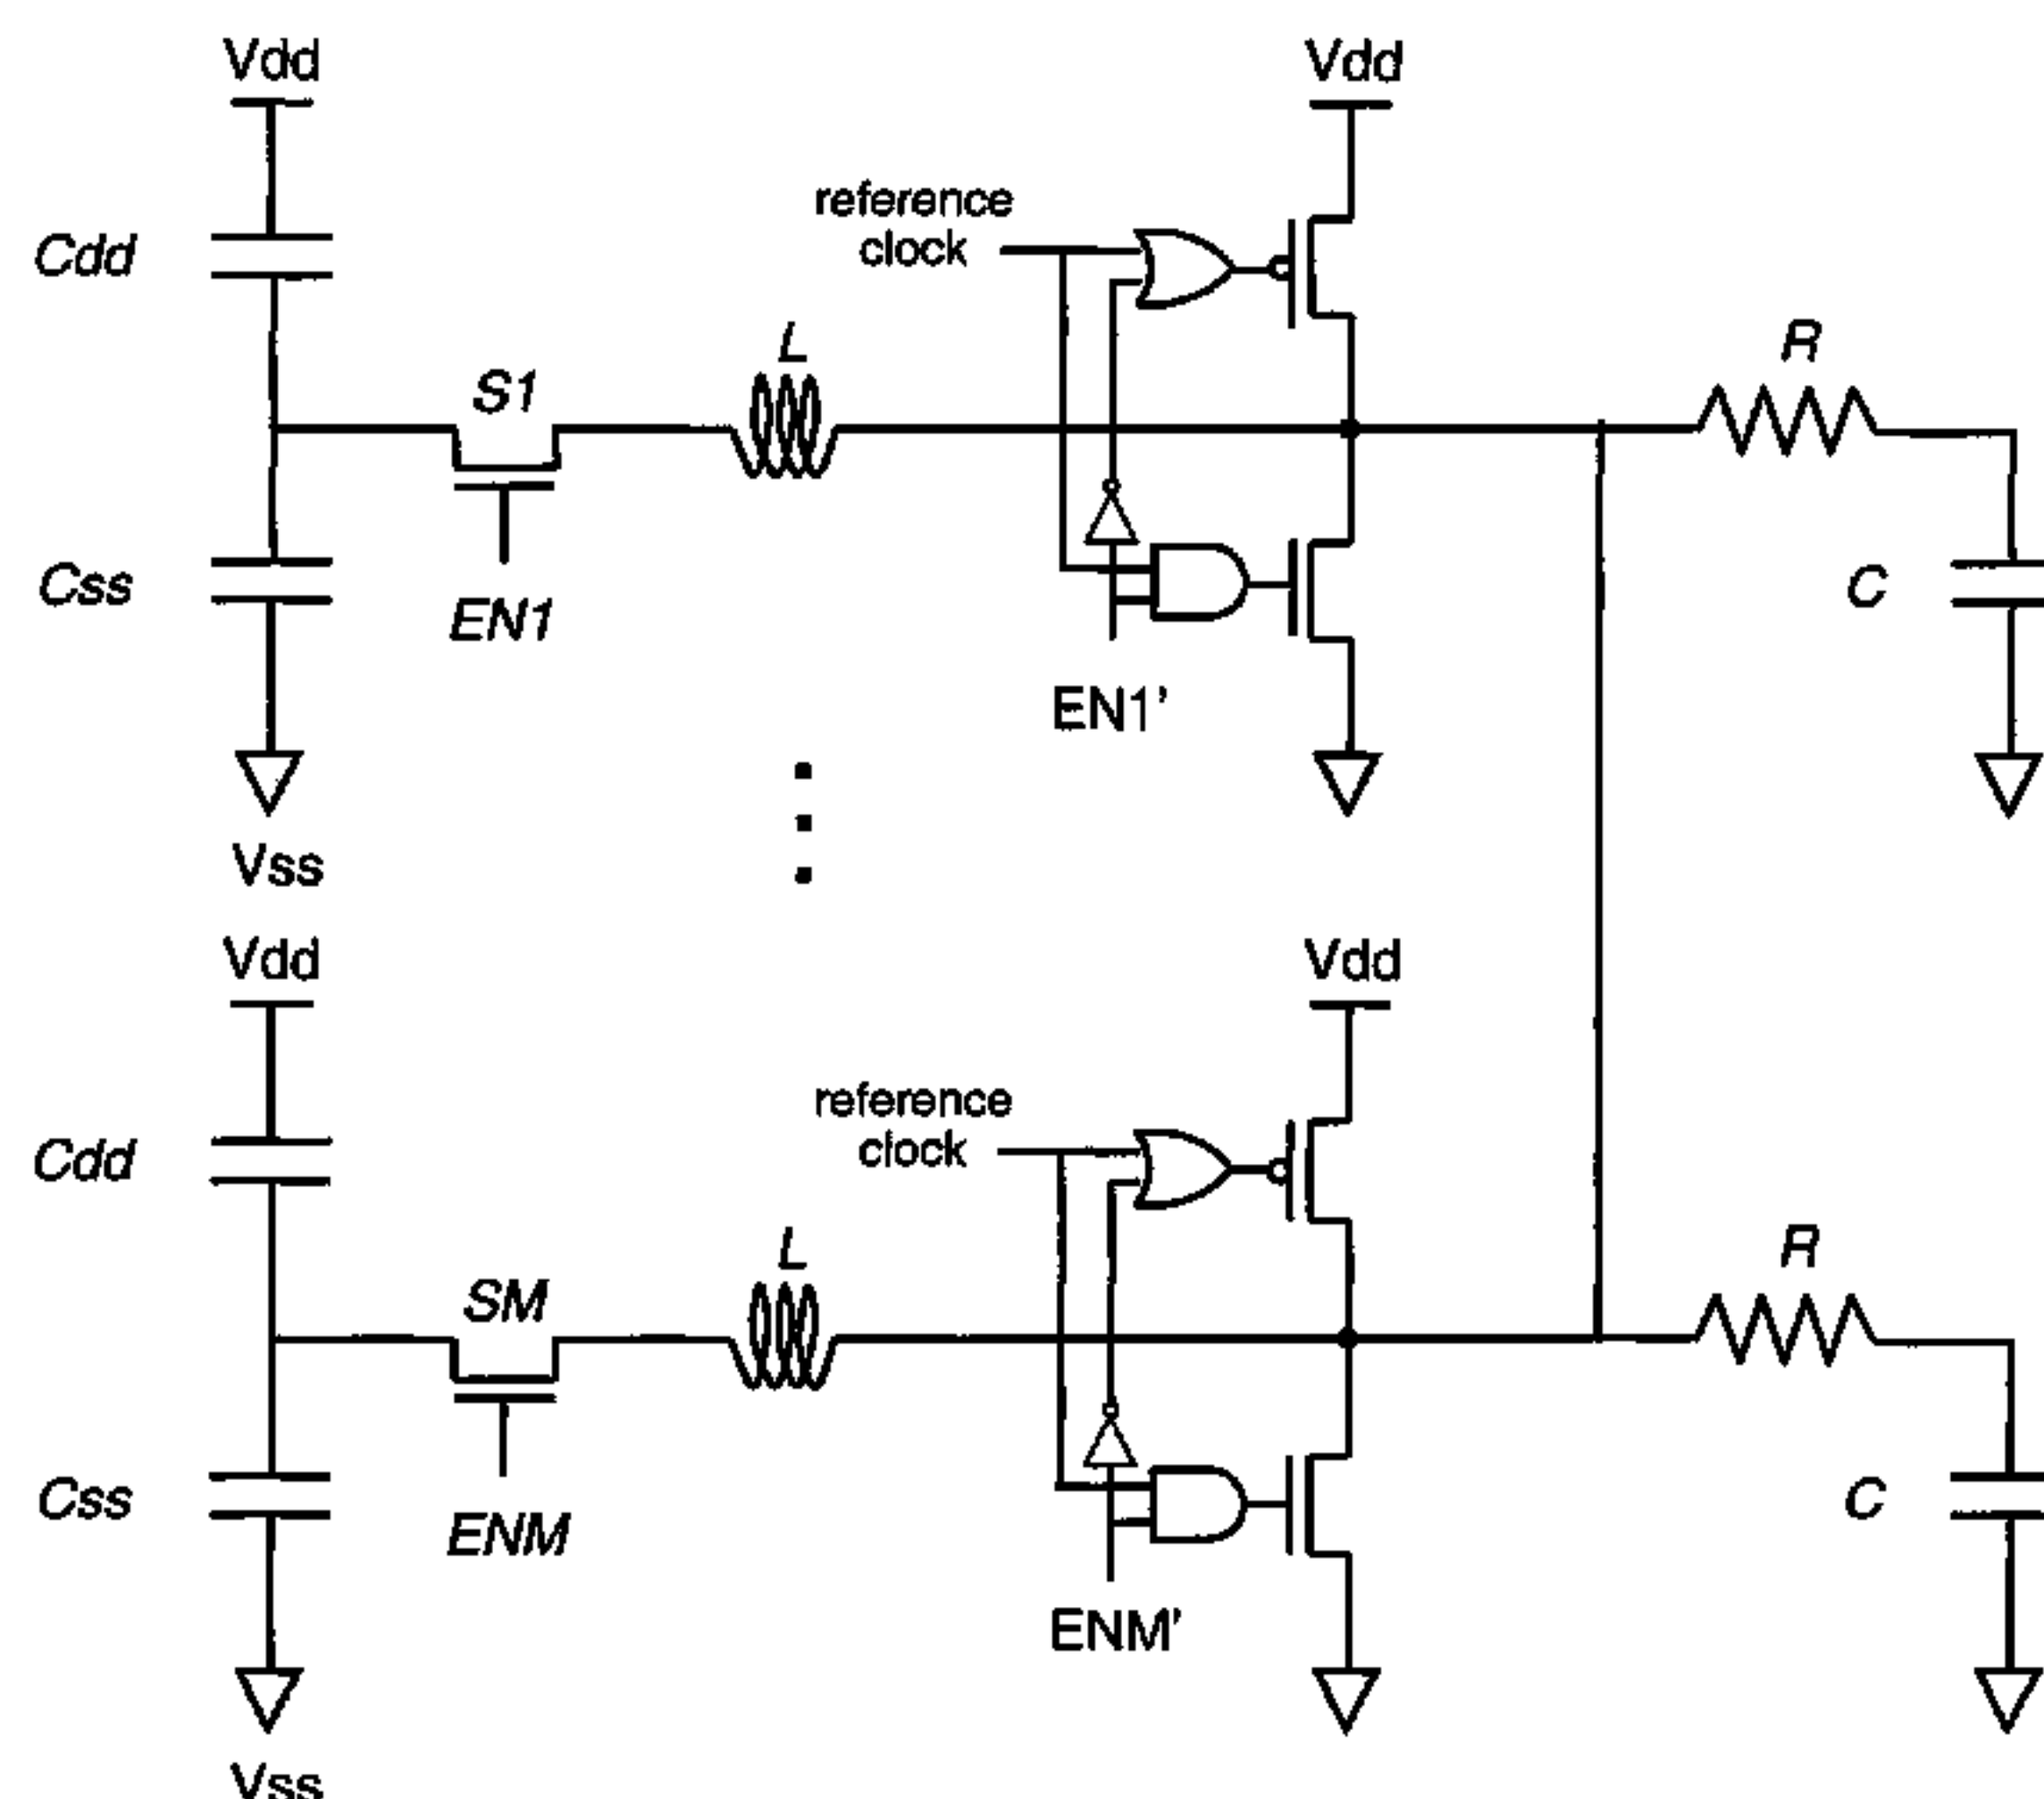 Vdd
Vdd
reference
clock
Cdd
L
R
S1
Css
C
EN1
EN1'
Vss
Vdd
Vdd
reference
clock
Cdd
L
R
SM
Css
C
ENM
ENM'
Vss